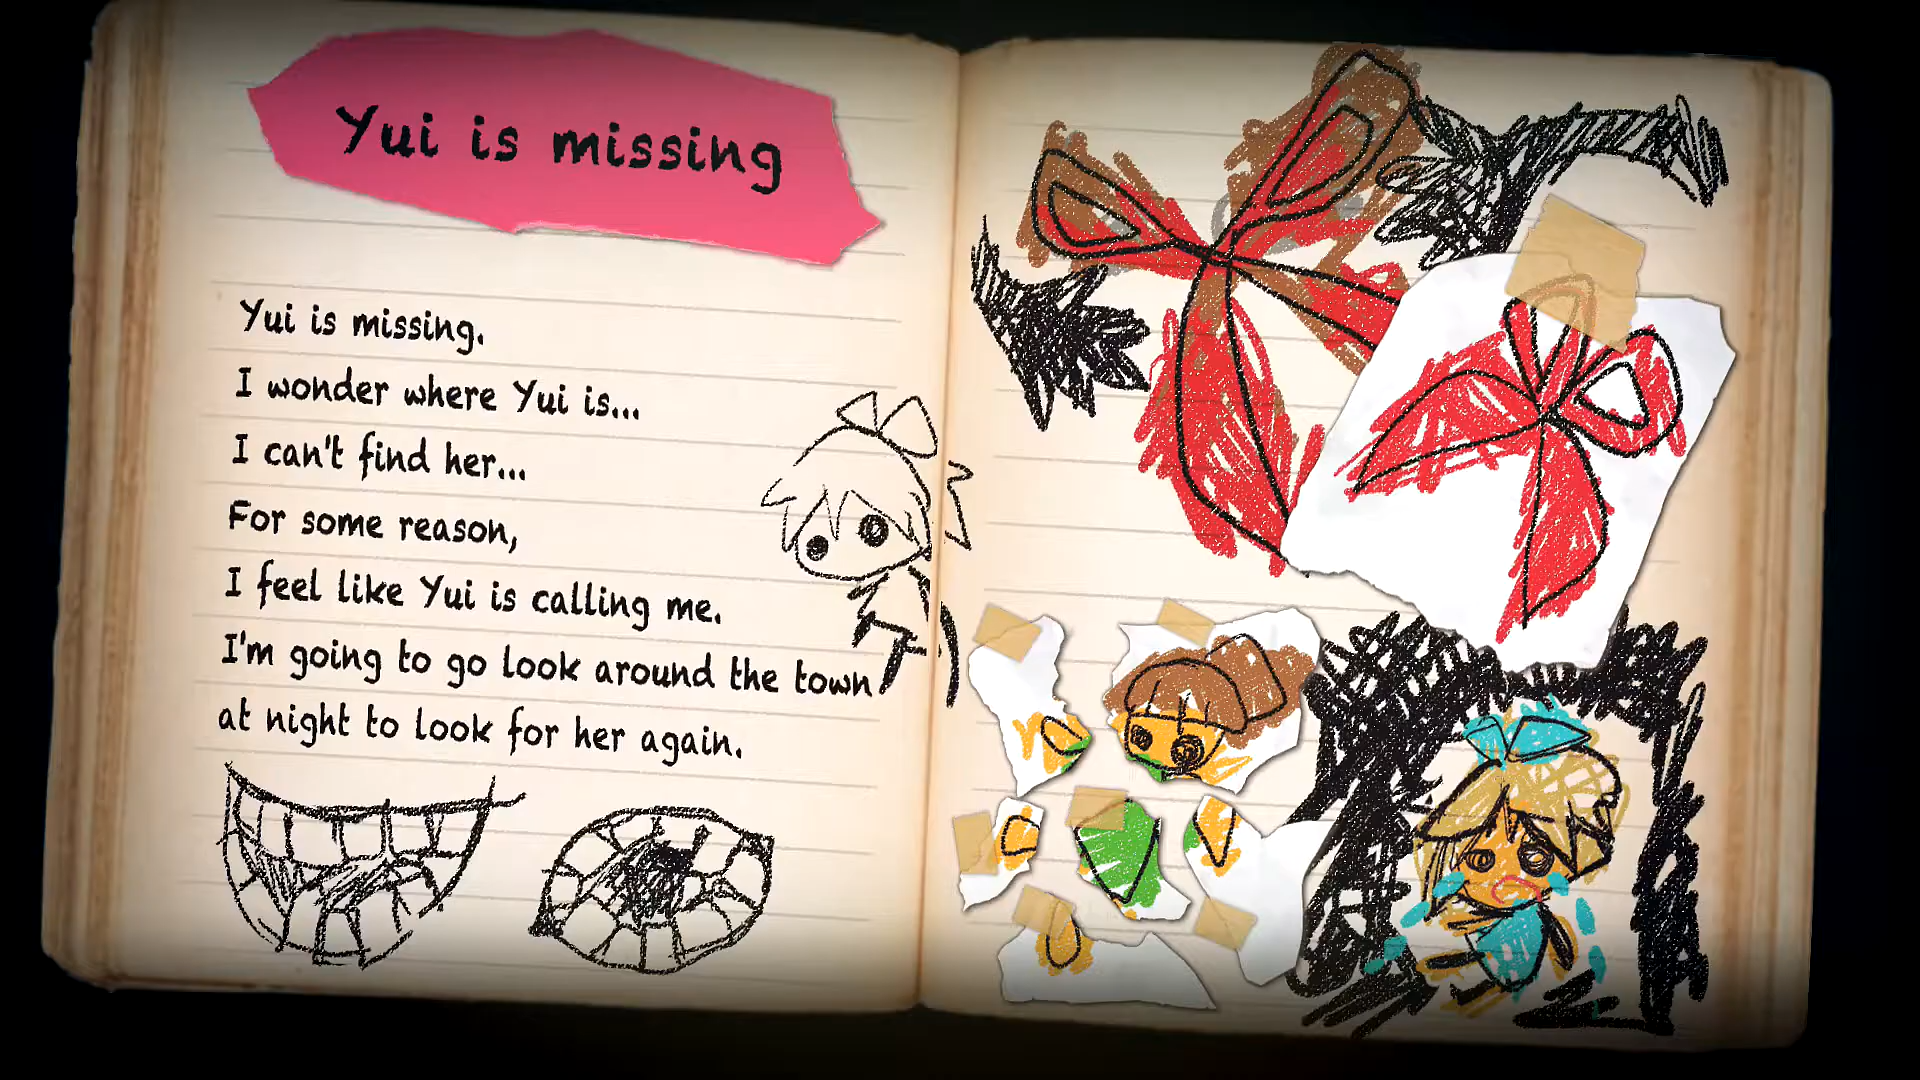 Yui is missing
Yui is missing.
I wonder where Yui is...
I can't find her...
For some reason,
I feel like Yui is calling me.
I'm going to go look around the town
at night to look for her again.